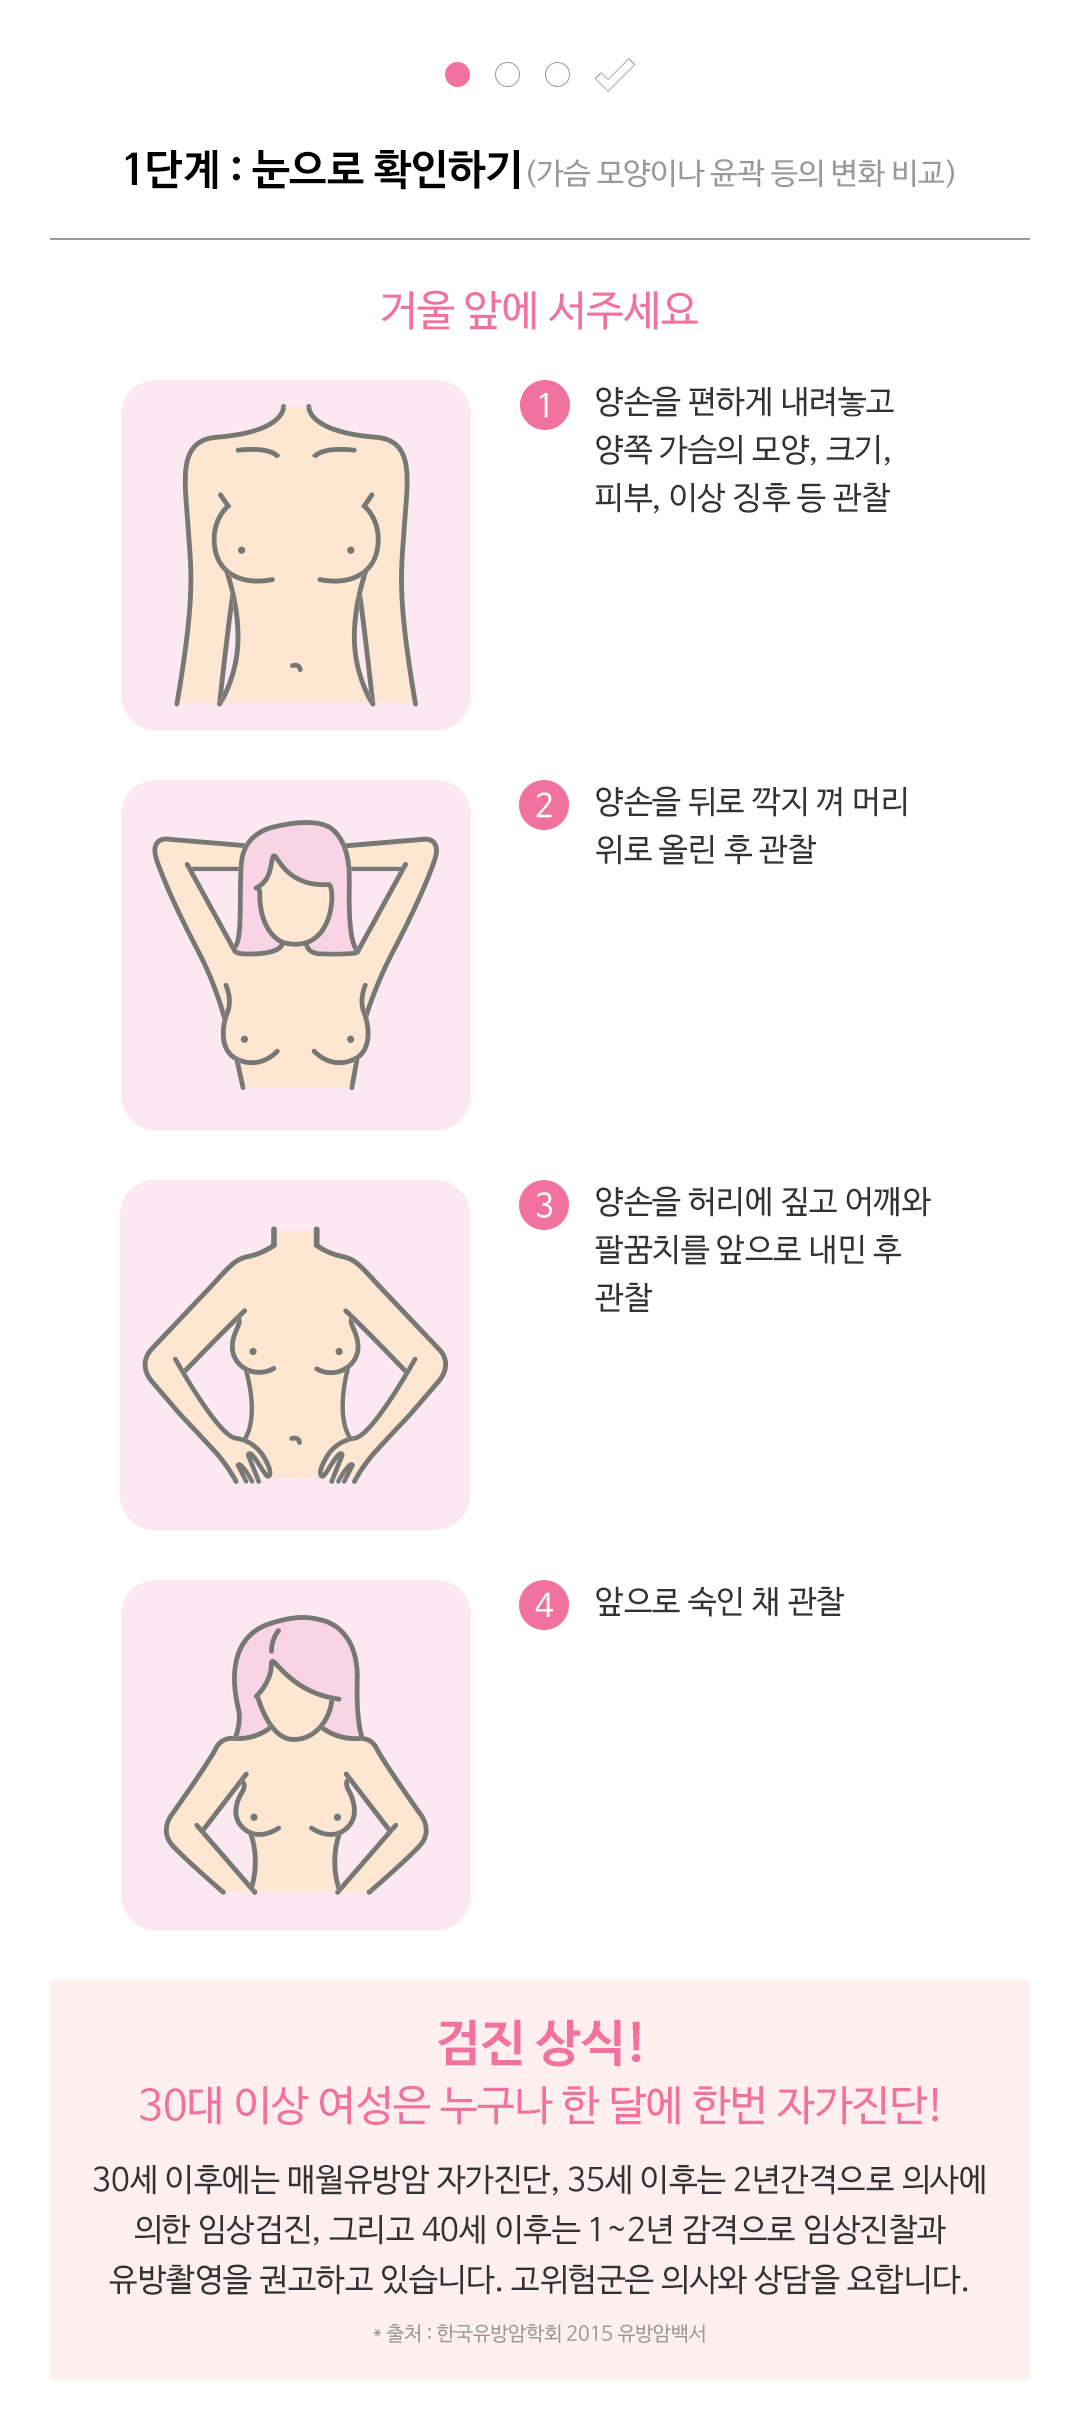 1단계 : 눈으로 확인하기 (가슴 모양이나 윤곽 등의 변화 비교)
거울 앞에 서주세요
1 양손을 편하게 내려놓고
양쪽 가슴의 모양, 크기,
피부, 이상 징후 등 관찰
2 양손을 뒤로 깍지 껴 머리
위로 올린 후 관찰
3 양손을 허리에 짚고 어깨와
팔꿈치를 앞으로 내민 후
관찰
4 앞으로 숙인 채 관찰
검진 상식!
30대 이상 여성은 누구나 한 달에 한번 자가진단!
30세 이후에는 매월유방암 자가진단, 35세 이후는 2년간격으로 의사에
의한 임상검진, 그리고 40세 이후는 1~2년 감격으로 임상진찰과
유방촬영을 권고하고 있습니다. 고위험군은 의사와 상담을 요합니다.
* 출처 : 한국유방암학회 2015 유방암백서